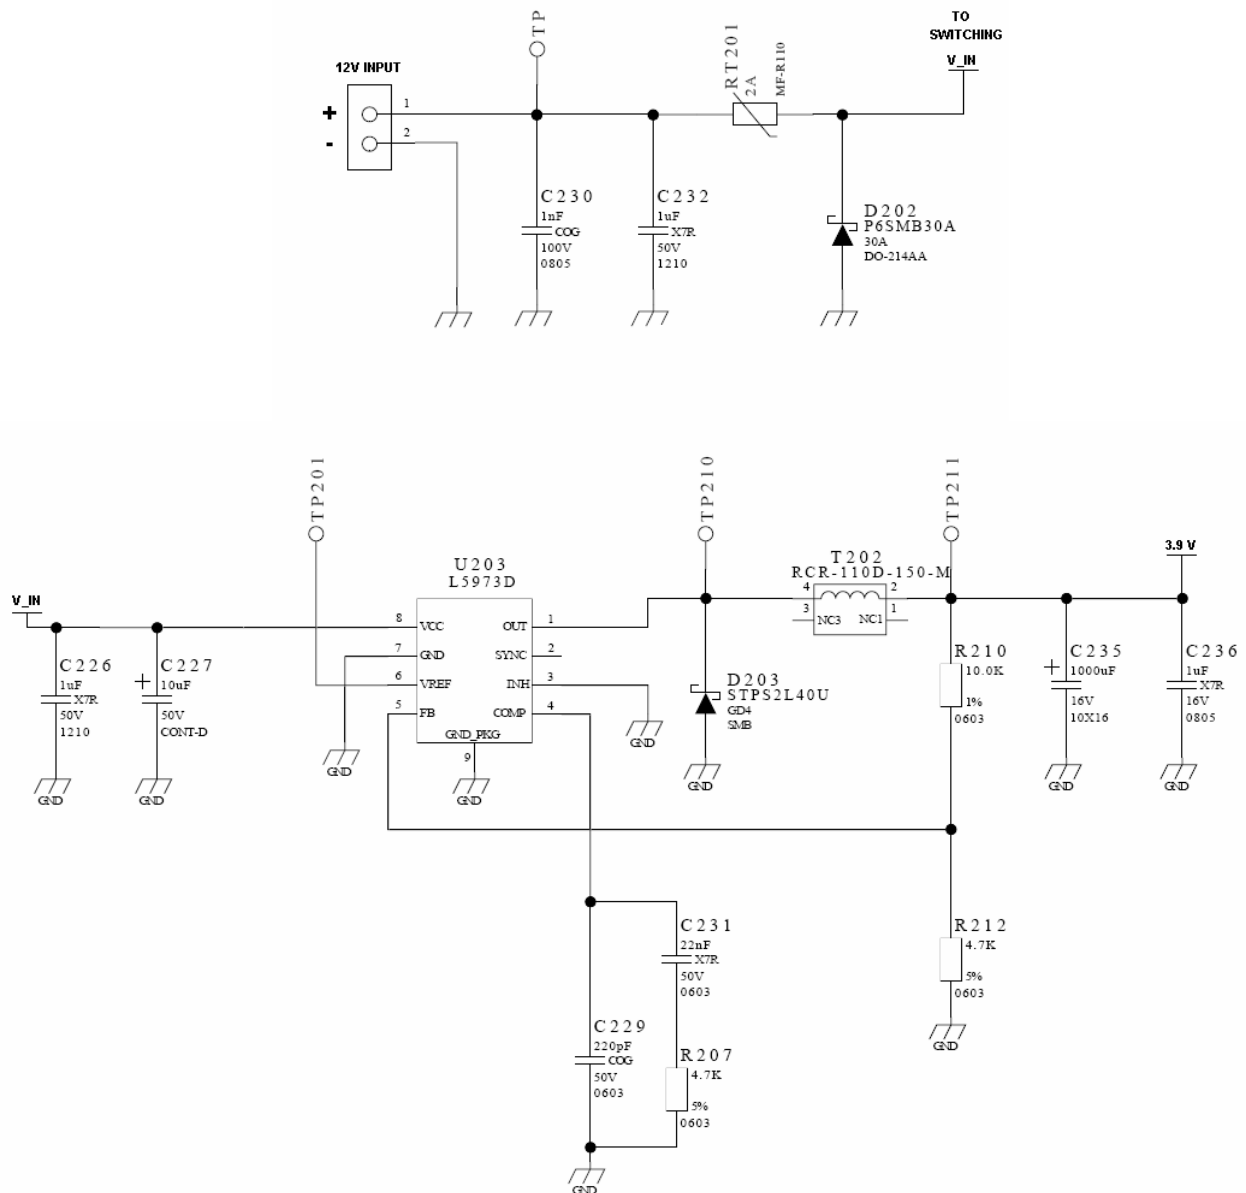 TP
TO
SWITCHING
V_IN
RT201
2A
MF-R110
12V INPUT
+
1
-
2
C230
1nF
COG
100V
0805
C232
1uF
X7R
50V
1210
D202
P6SMB30A
30A
DO-214AA
TP201
TP210
TP211
3.9 V
U203
L5973D
T202
RCR-110D-150-M
4
2
3
NC3
NC1
1
V_IN
8
VCC
OUT
1
7
GND
SYNC
2
6
VREF
INH
3
5
FB
COMP
4
GND_PKG
9
GND
GND
GND
C226
1uF
X7R
50V
1210
GND
C227
+
10uF
50V
CONT-D
GND
D203
STPS2L40U
GD4
SMB
GND
R210
10.0K
1%
0603
C235
+
1000uF
16V
10X16
GND
C236
1uF
X7R
16V
0805
GND
C231
22nF
X7R
50V
0603
R212
4.7K
5%
0603
GND
C229
220pF
COG
50V
0603
R207
4.7K
5%
0603
GND